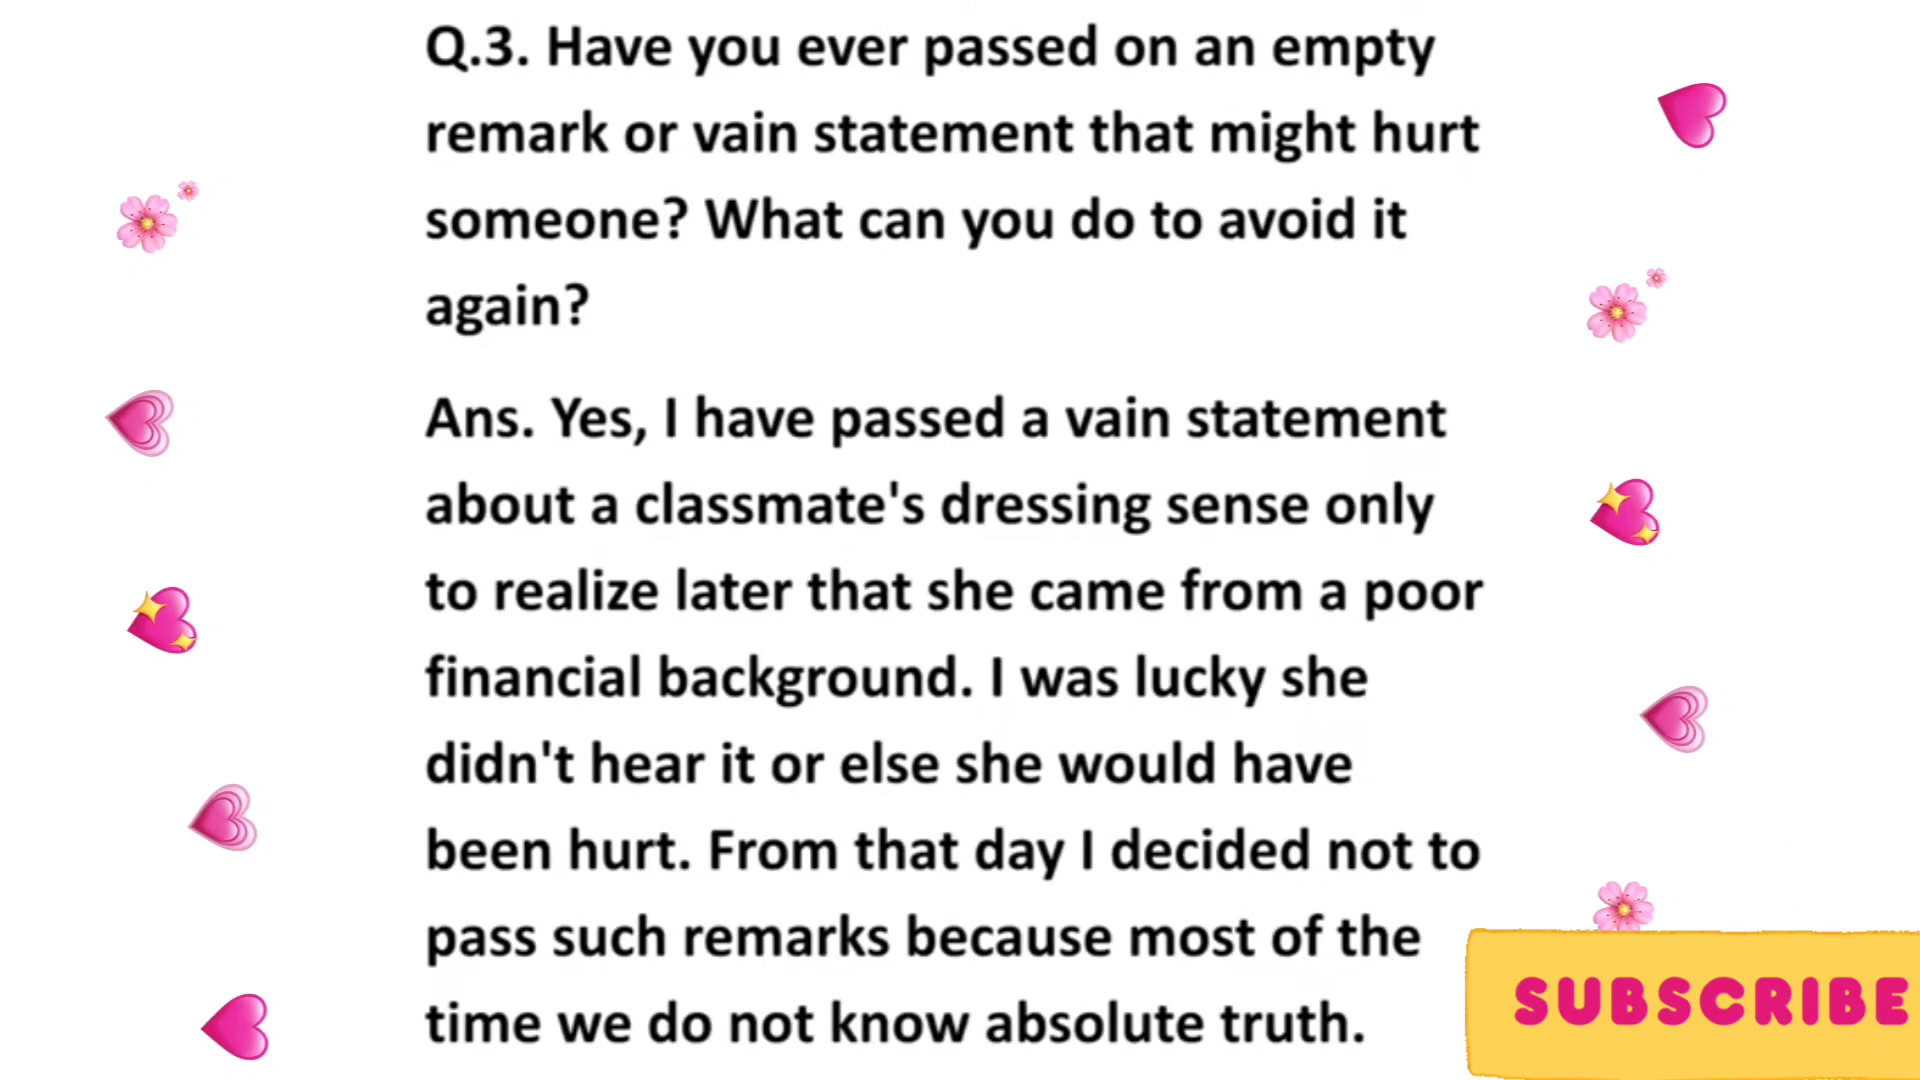 Q.3. Have you ever passed on an empty
remark or vain statement that might hurt
someone? What can you do to avoid it
again?
Ans. Yes, I have passed a vain statement
about a classmate's dressing sense only
to realize later that she came from a poor
financial background. I was lucky she
didn't hear it or else she would have
been hurt. From that day I decided not to
pass such remarks because most of the
time we do not know absolute truth.
SUBSCRIBE